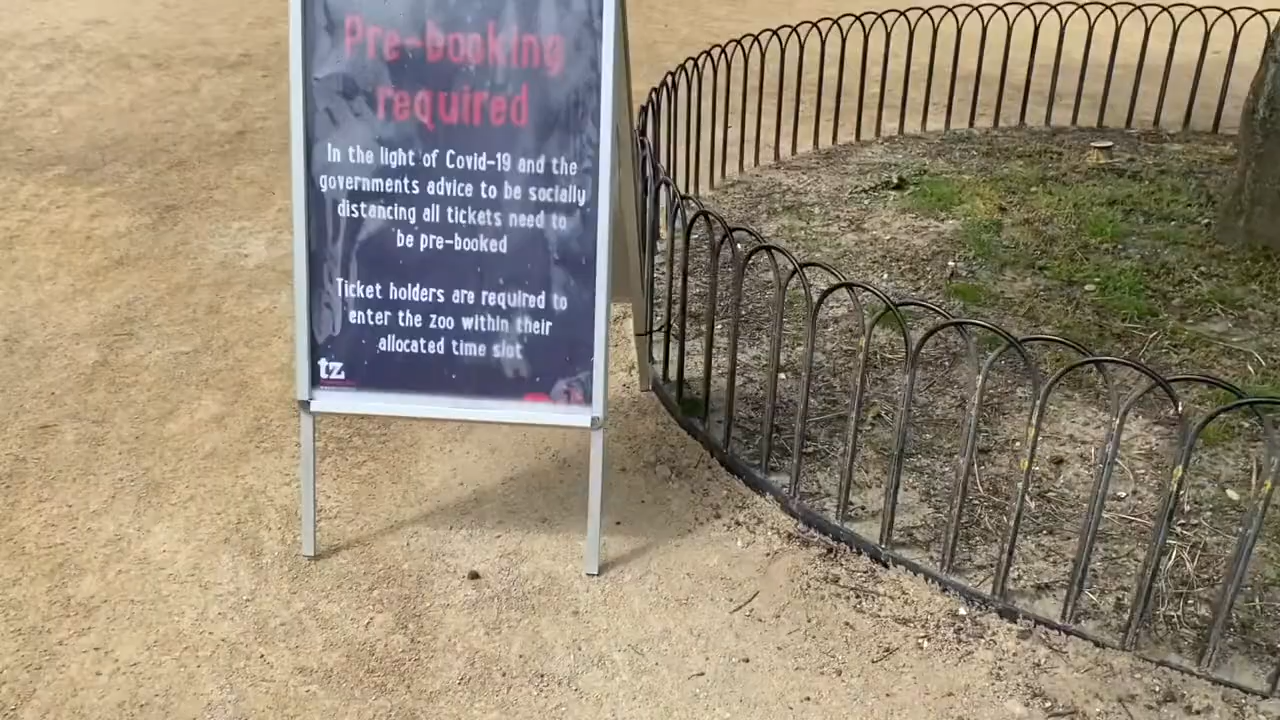 Pre-booking
required
In the light of Covid-19 and the
governments advice to be socially
distancing all tickets need to
be pre-booked
Ticket holders are required to
enter the zoo within their
allocated time slot
tz